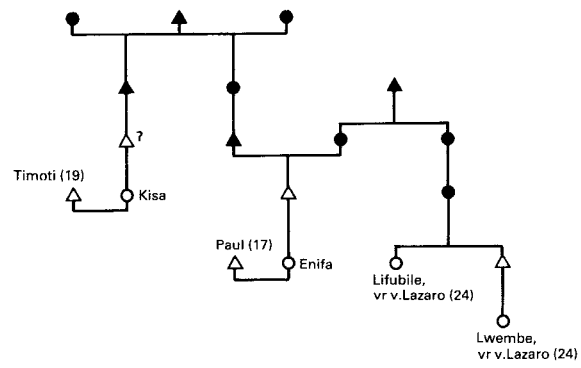 ?
Timoti (19)
Kisa
Paul (17)
Enifa
Lifubile,
vr v.Lazaro (24)
Lwembe,
vr v.Lazaro (24)